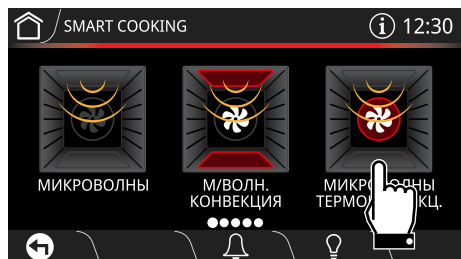 SMART COOKING
12:30
МИКРОВОЛНЫ
М/ВОЛН.
КОНВЕКЦИЯ